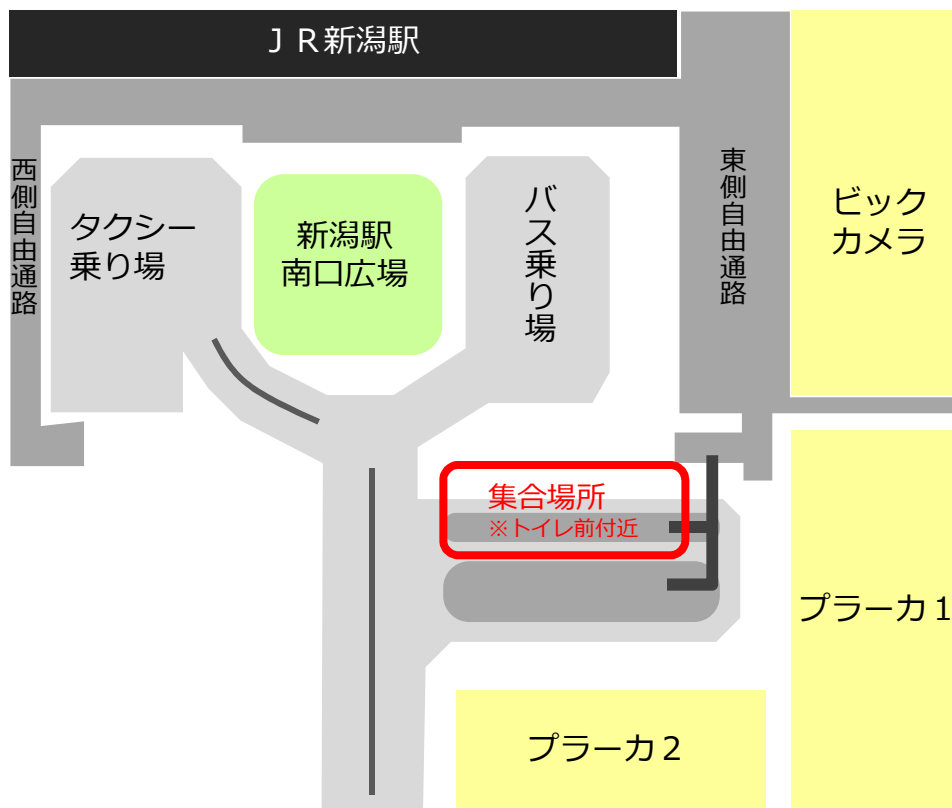 ＪＲ新潟駅
西側自由通路
タクシー
乗り場
新潟駅
南口広場
バス乗り場
東側自由通路
ビック
カメラ
集合場所
※トイレ前付近
プラーカ１
プラーカ２